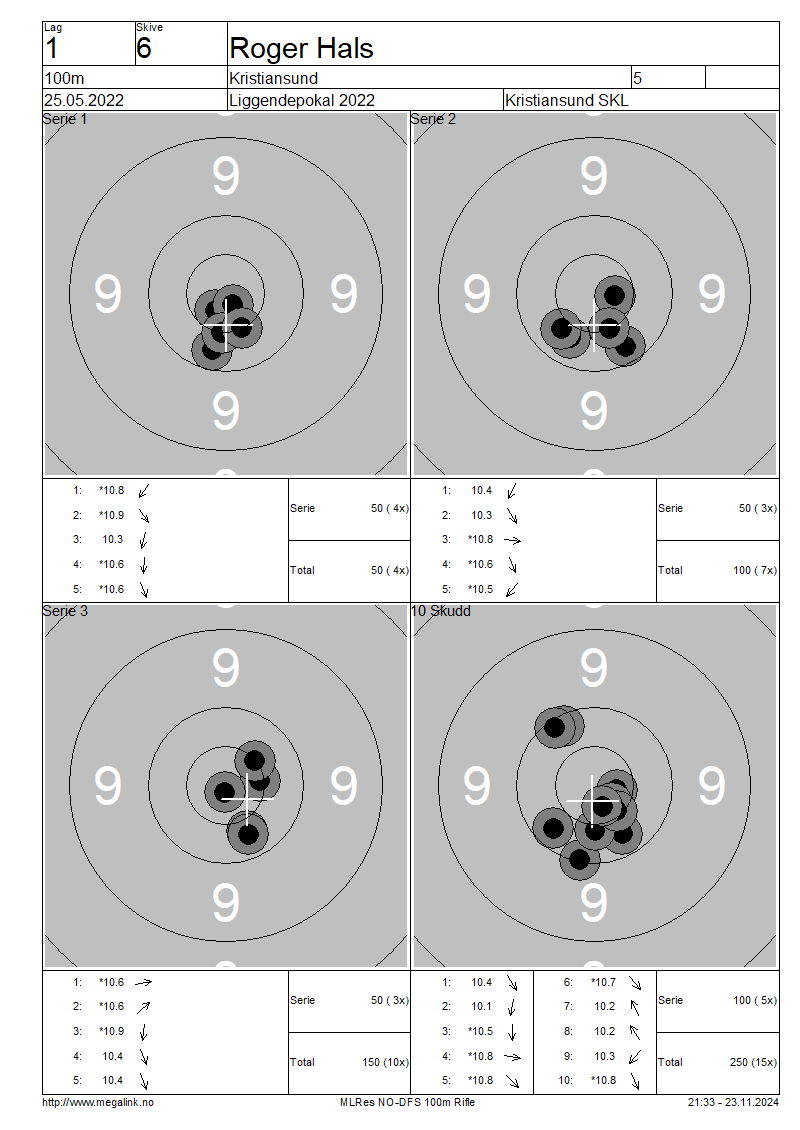 Lag
Skive
1
6
Roger Hals
100m
Kristiansund
5
25.05.2022
Liggendepokal 2022
Kristiansund SKL
Serie 1
9
9
9
9
Serie 2
9
9
9
9
1: *10.8
2: *10.9
3: 10.3
4: *10.6
5: *10.6
Serie 50 ( 4x)
Total 50 ( 4x)
1: 10.4
2: 10.3
3: *10.8
4: *10.6
5: *10.5
Serie 50 ( 3x)
Total 100 ( 7x)
Serie 3
9
9
9
9
10 Skudd
9
9
9
9
1: *10.6
2: *10.6
3: *10.9
4: 10.4
5: 10.4
Serie 50 ( 3x)
Total 150 (10x)
1: 10.4
2: 10.1
3: *10.5
4: *10.8
5: *10.8
6: *10.7
7: 10.2
8: 10.2
9: 10.3
10: *10.8
Serie 100 ( 5x)
Total 250 (15x)
http://www.megalink.no
MLRes NO-DFS 100m Rifle
21:33 - 23.11.2024